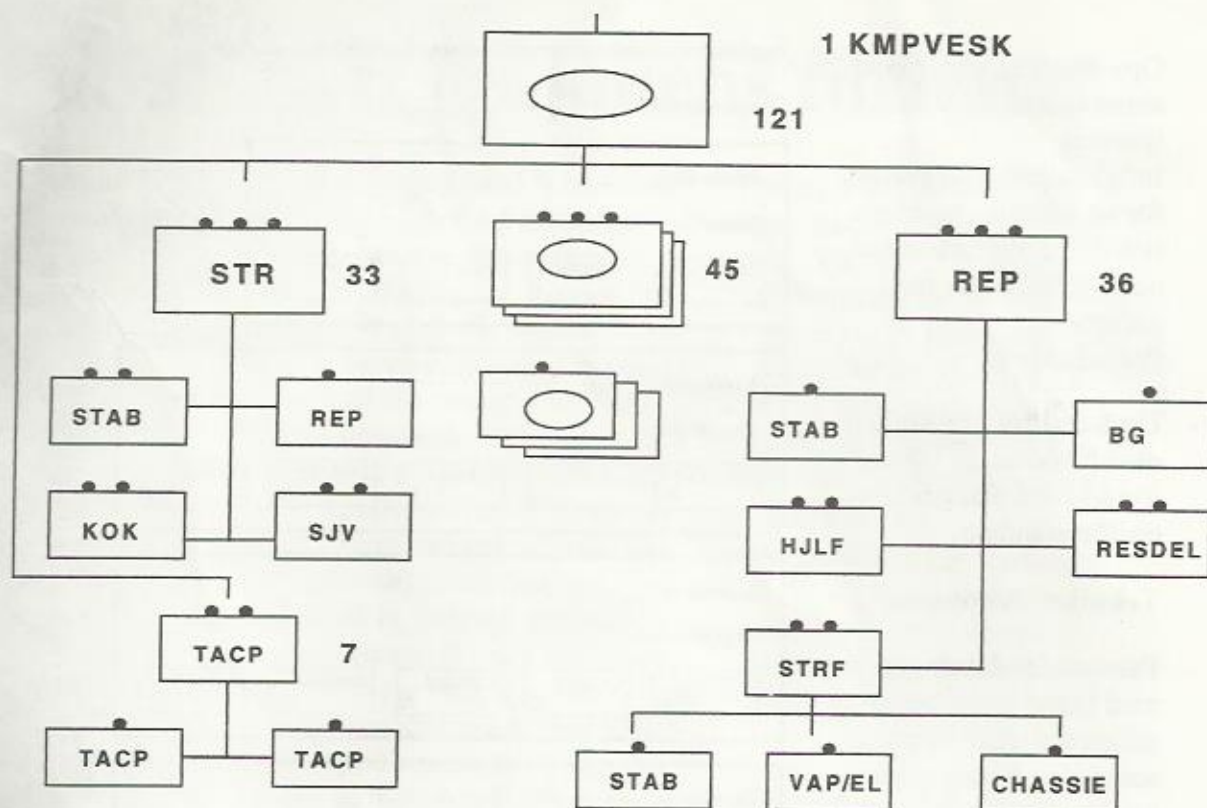 1 KMPVESK
121
STR 33
45
REP 36
STAB
REP
STAB
BG
KOK
SJV
HJLF
RESDEL
TACP 7
STRF
TACP
TACP
STAB
VAP/EL
CHASSIE